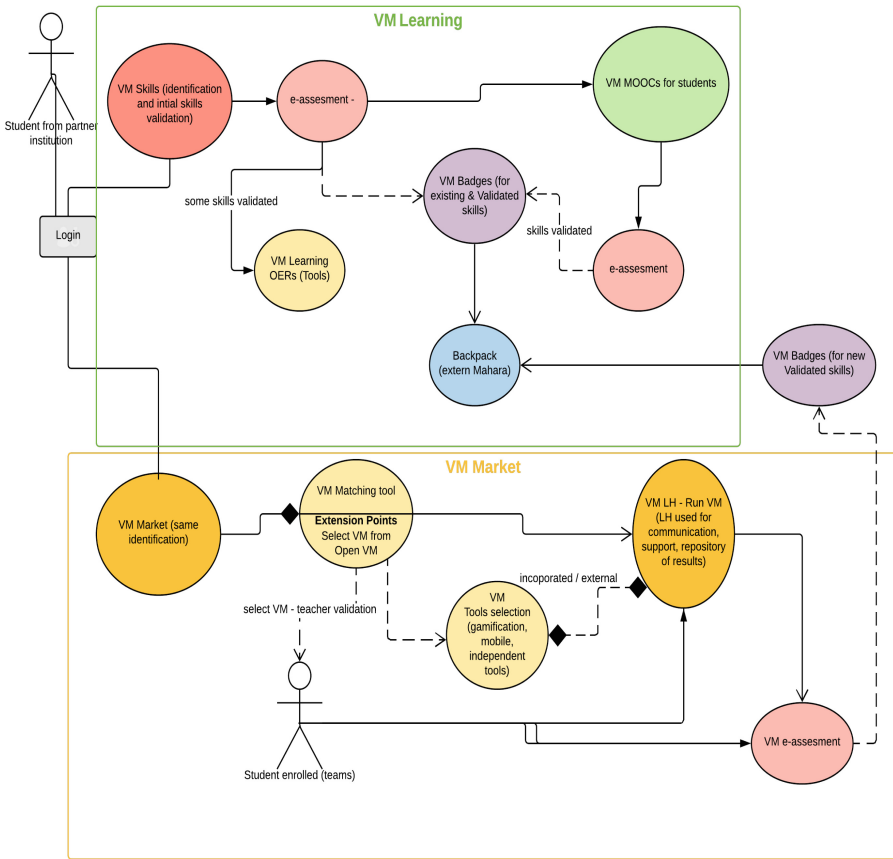 VM Learning
VM Skills (identification
and intial skills
validation)
e-assesment -
VM MOOCs for students
Student from partner
institution
VM Badges (for
existing & Validated
skills)
some skills validated
skills validated
Login
VM Learning
OERs (Tools)
e-assesment
Backpack
(extern Mahara)
VM Badges (for new
Validated skills)
VM Market
VM Matching tool
Extension Points
Select VM from
Open VM
VM Market (same
identification)
VM LH - Run VM
(LH used for
communication,
support, repository
of results)
incoporated / external
select VM - teacher validation
VM
Tools selection
(gamification,
mobile,
independent
tools)
VM e-assesment
Student enrolled (teams)